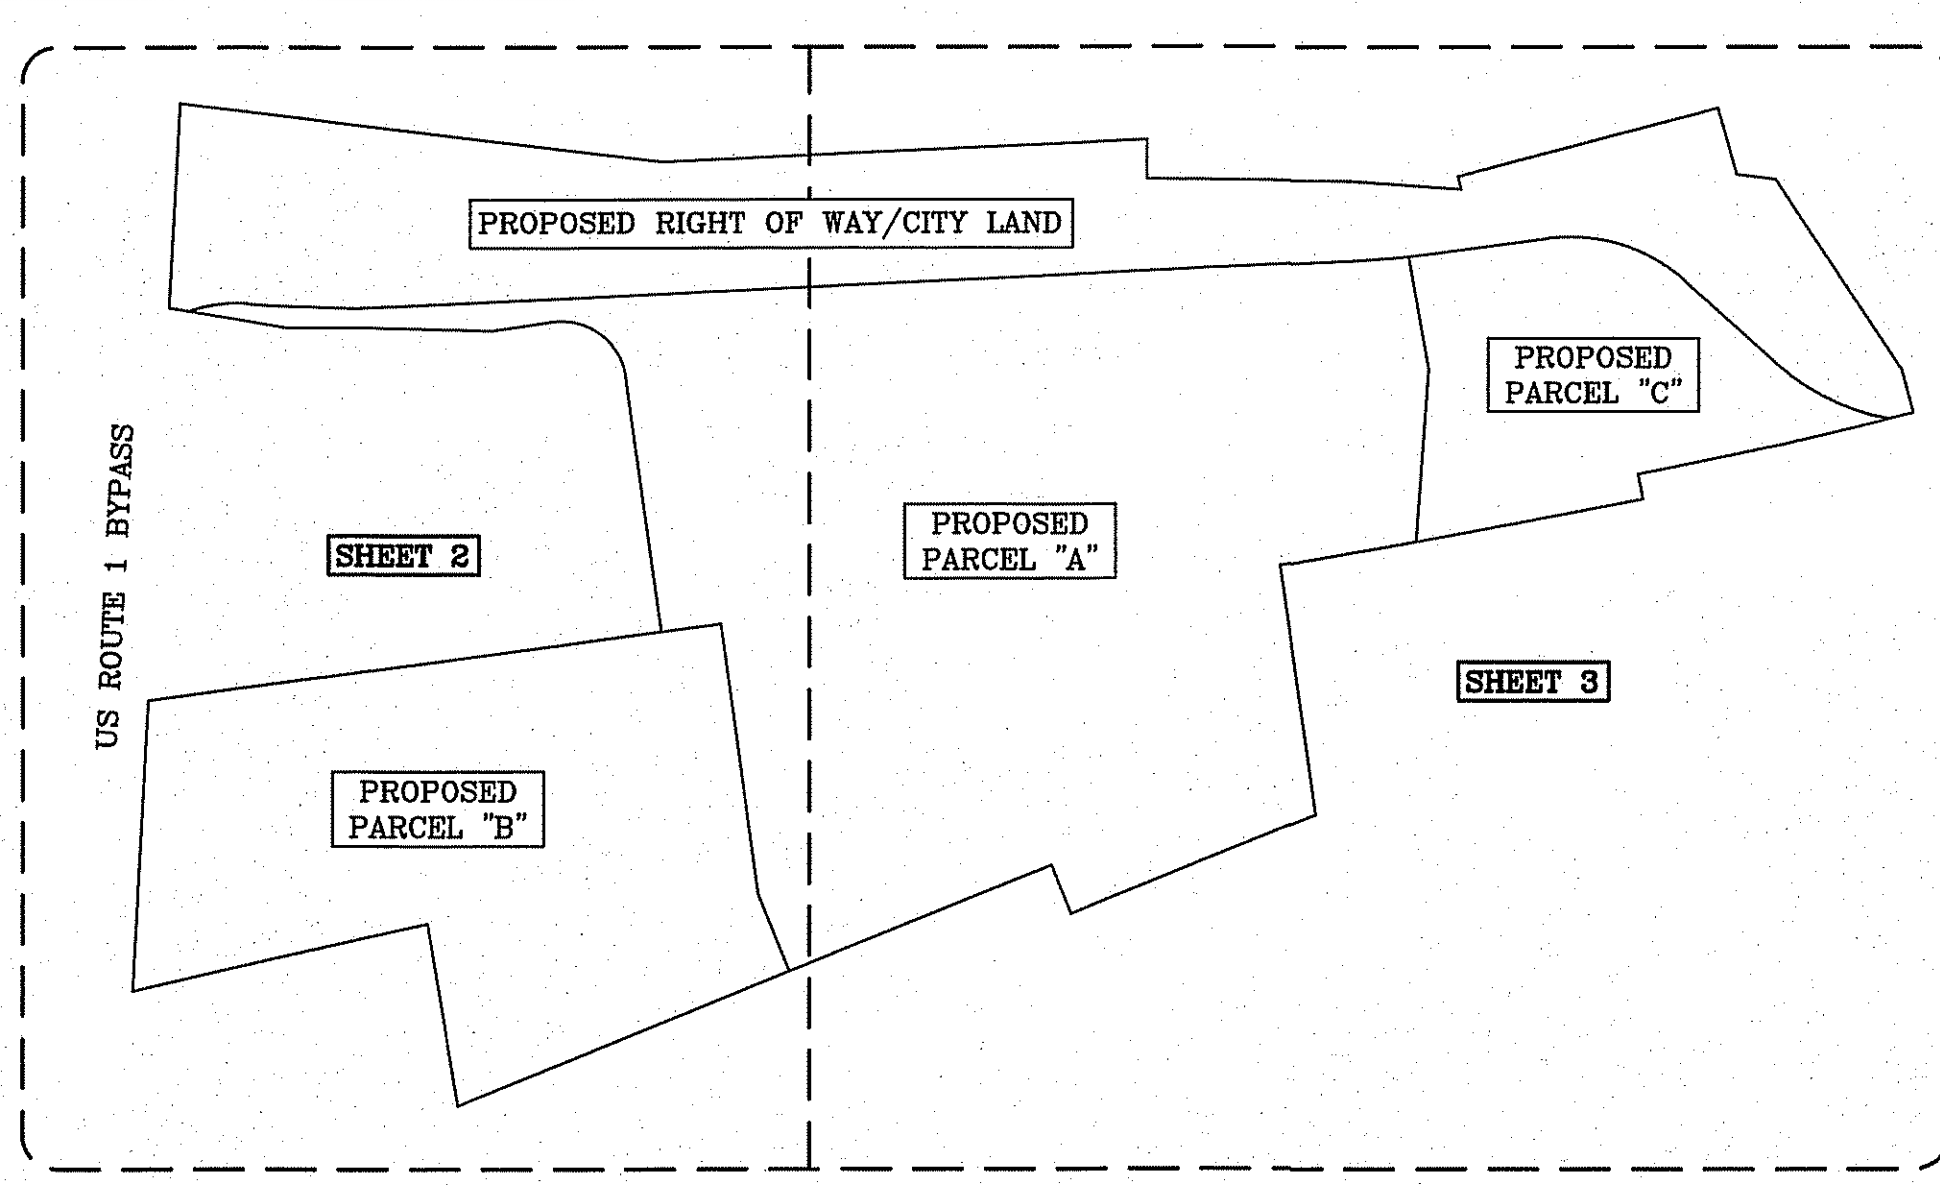 PROPOSED RIGHT OF WAY/CITY LAND
PROPOSED
PARCEL "C"
US ROUTE 1 BYPASS
SHEET 2
PROPOSED
PARCEL "A"
SHEET 3
PROPOSED
PARCEL "B"